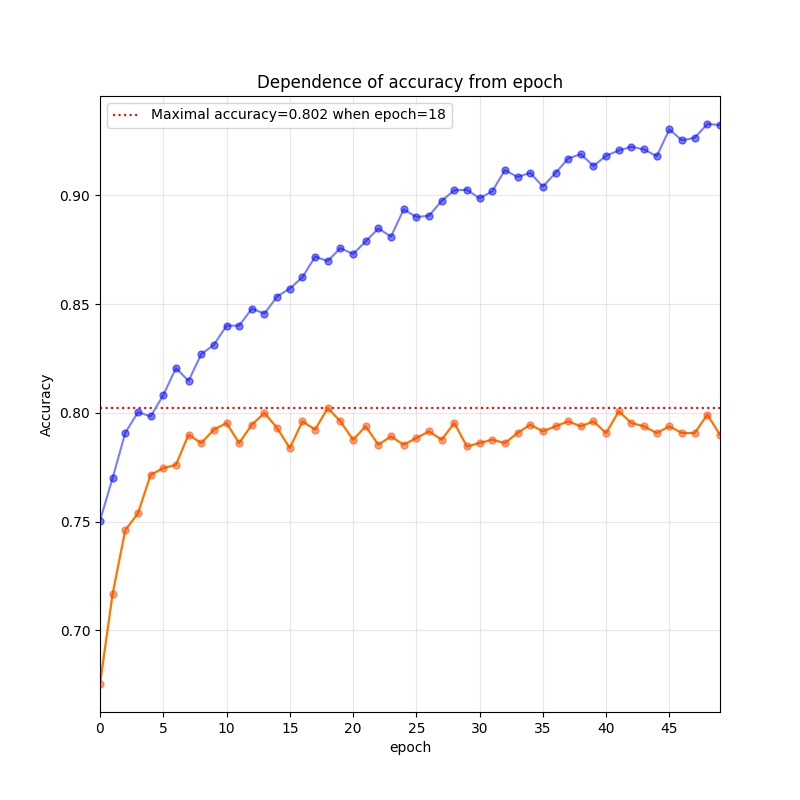 Dependence of accuracy from epoch
Maximal accuracy=0.802 when epoch=18
Accuracy
0.90
0.85
0.80
0.75
0.70
0 5 10 15 20 25 30 35 40 45
epoch